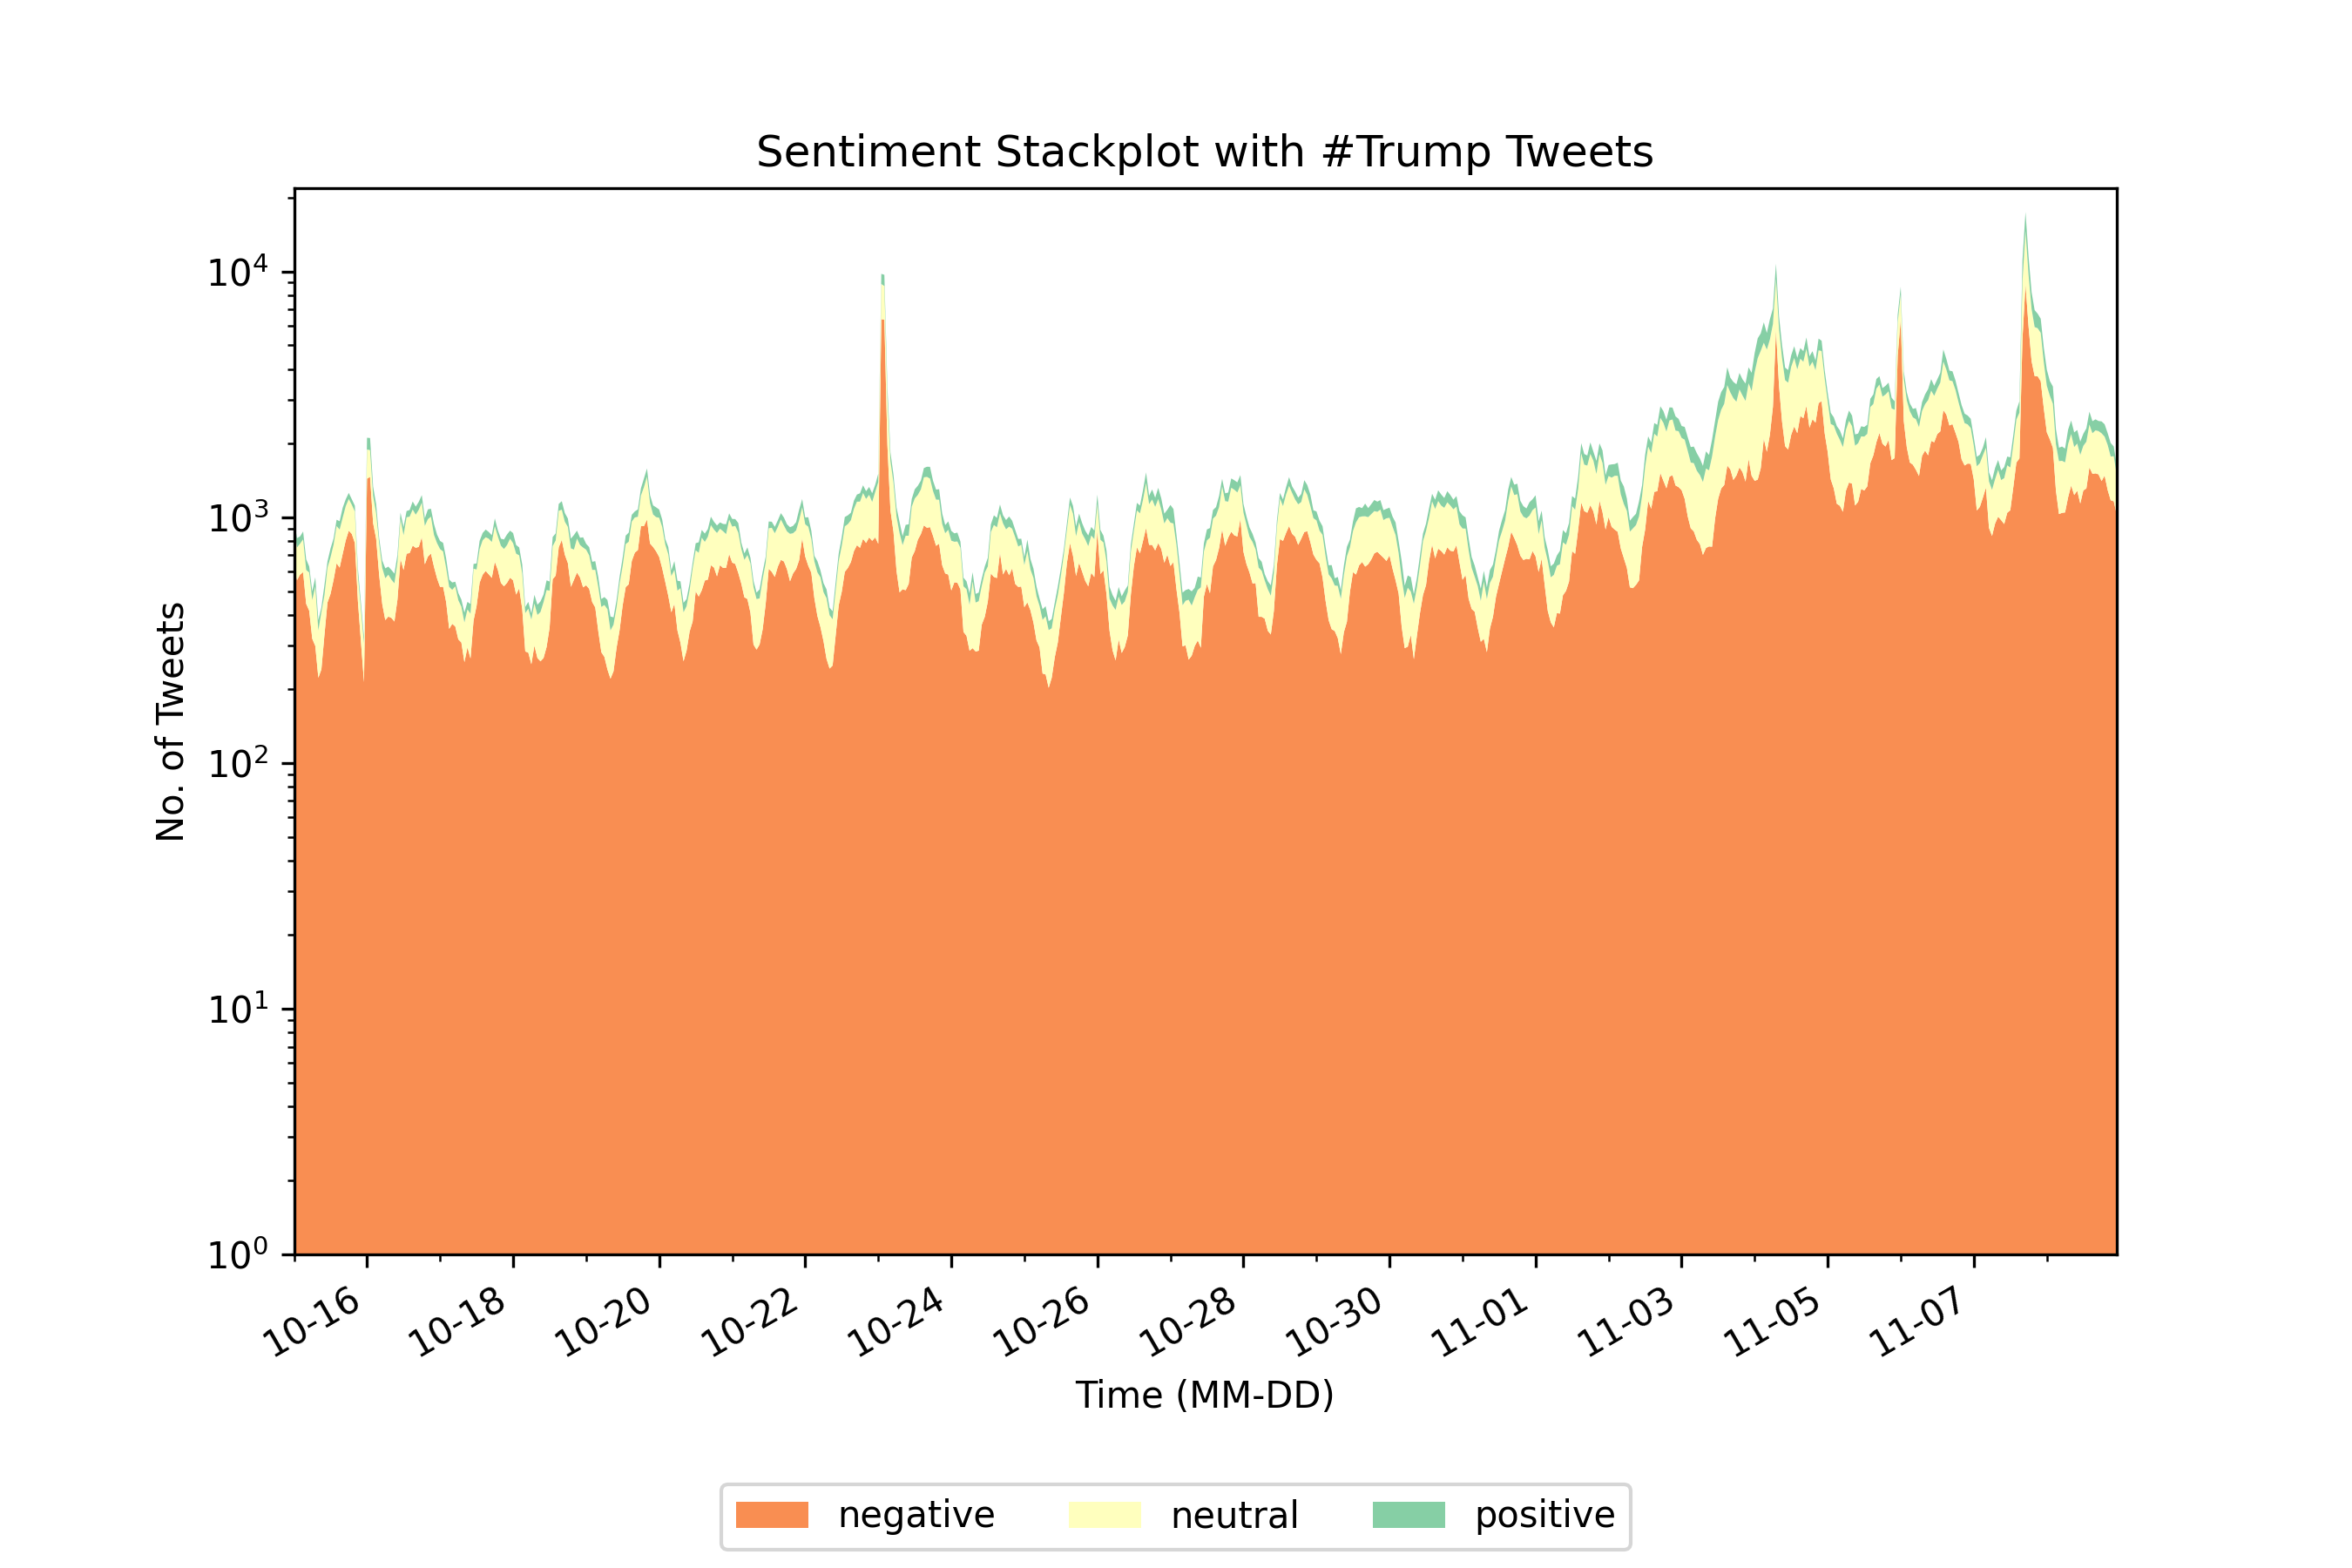 Sentiment Stackplot with #Trump Tweets
No. of Tweets
10⁴
10³
10²
10¹
10⁰
10-16 10-18 10-20 10-22 10-24 10-26 10-28 10-30 11-01 11-03 11-05 11-07
Time (MM-DD)
negative neutral positive